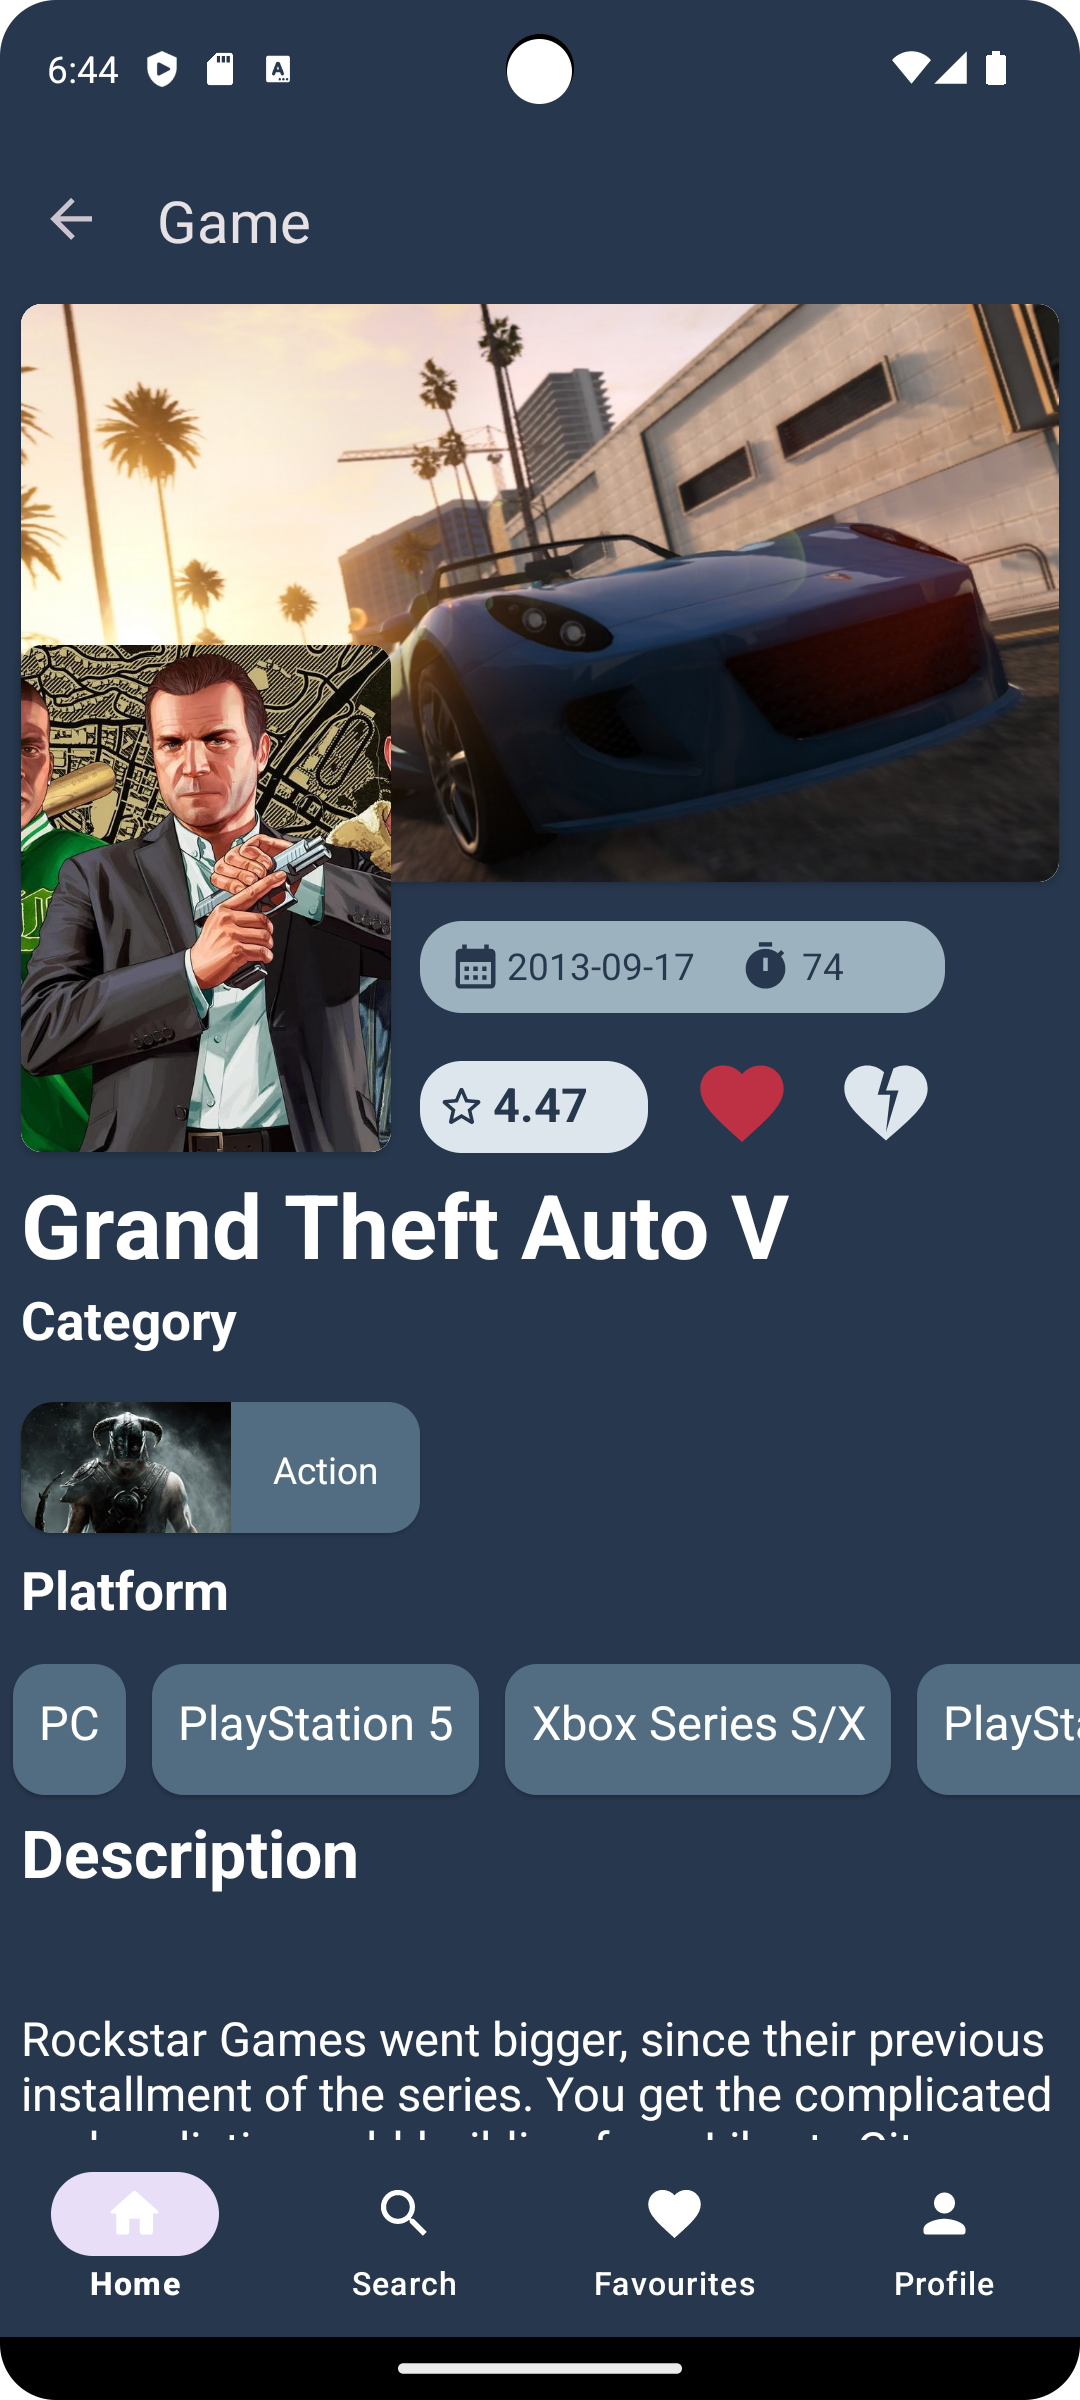 6:44
Game
2013-09-17 74
4.47
Grand Theft Auto V
Category
Action
Platform
PC PlayStation 5 Xbox Series S/X PlaySta
Description
Rockstar Games went bigger, since their previous
installment of the series. You get the complicated
Home Search Favourites Profile